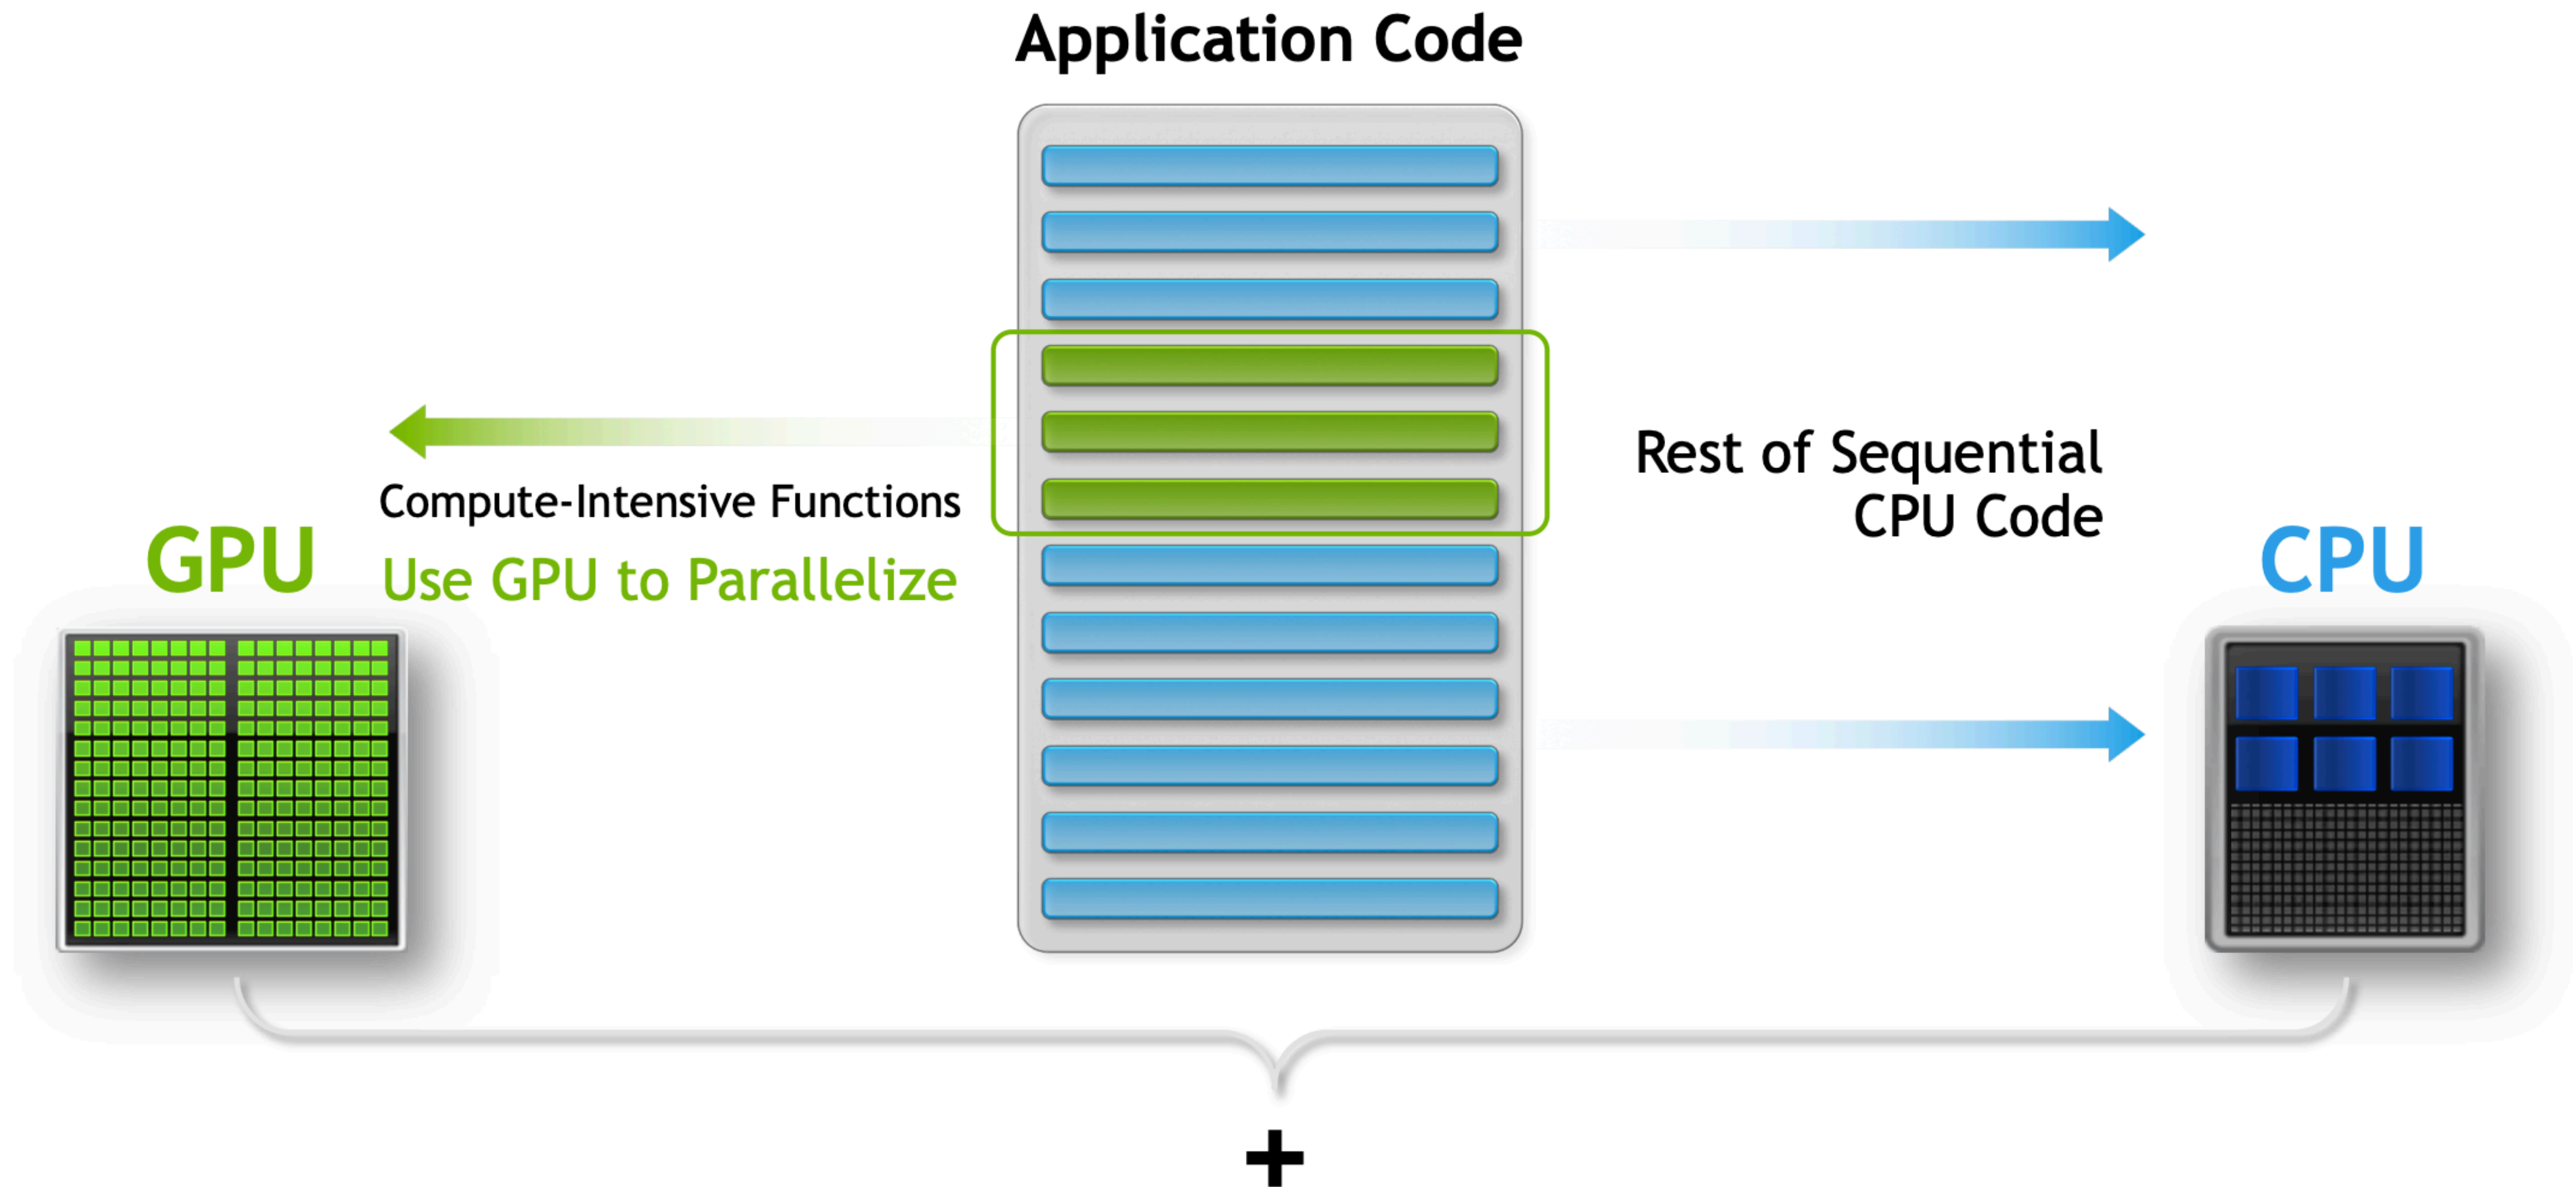 Application Code
Compute-Intensive Functions
Use GPU to Parallelize
GPU
Rest of Sequential
CPU Code
CPU
+